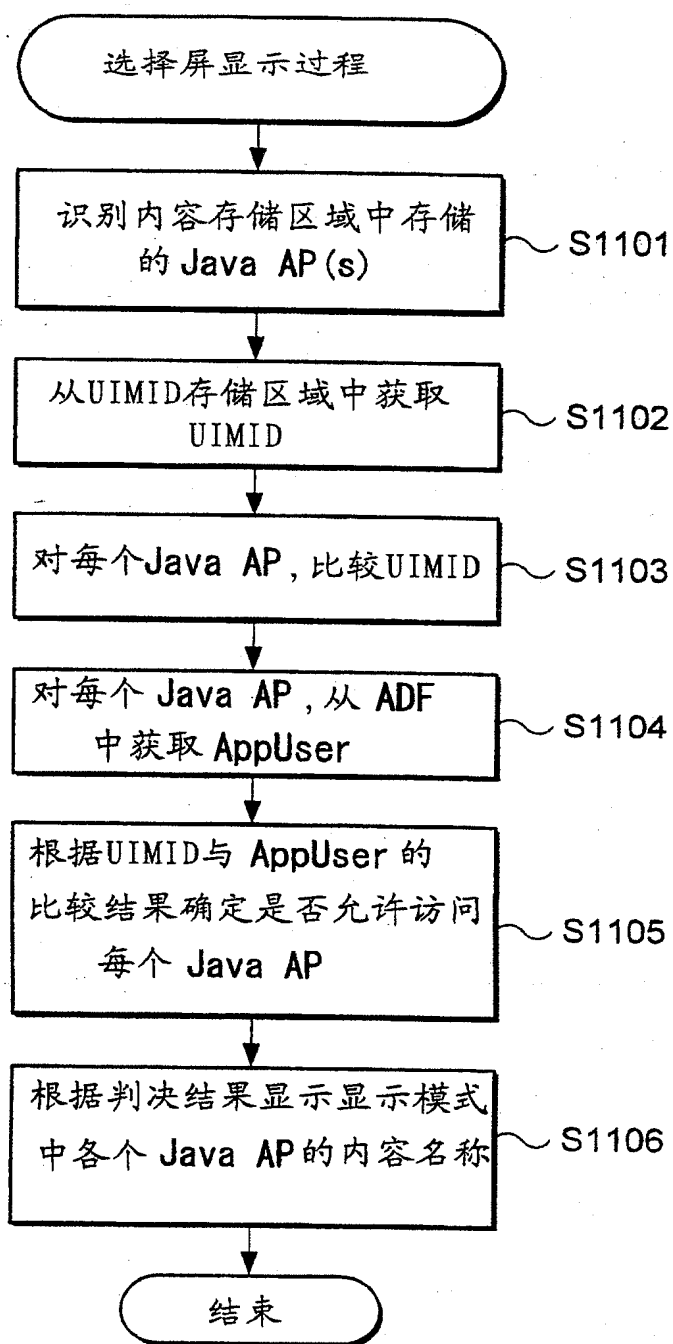 选择屏显示过程
识别内容存储区域中存储
的 Java AP(s)
S1101
从UIMID存储区域中获取
UIMID
S1102
对每个Java AP,比较UIMID
S1103
对每个 Java AP,从 ADF
中获取 AppUser
S1104
根据UIMID与 AppUser 的
比较结果确定是否允许访问
每个 Java AP
S1105
根据判决结果显示显示模式
中各个 Java AP的内容名称
S1106
结束